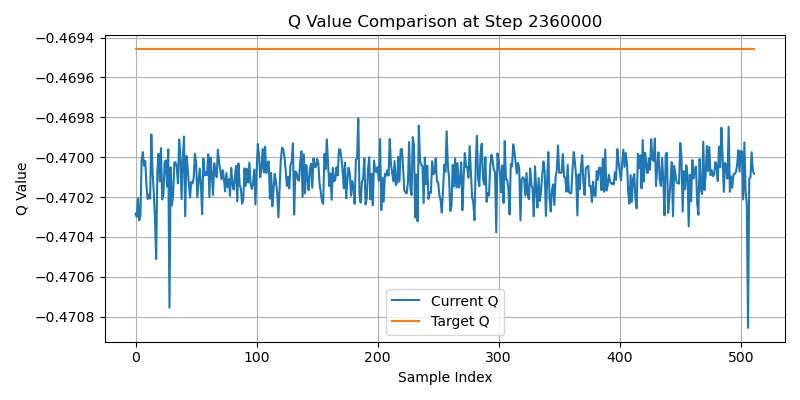 Q Value Comparison at Step 2360000
Q Value
−0.4694
−0.4696
−0.4698
−0.4700
−0.4702
−0.4704
−0.4706
−0.4708
Current Q
Target Q
0 100 200 300 400 500
Sample Index